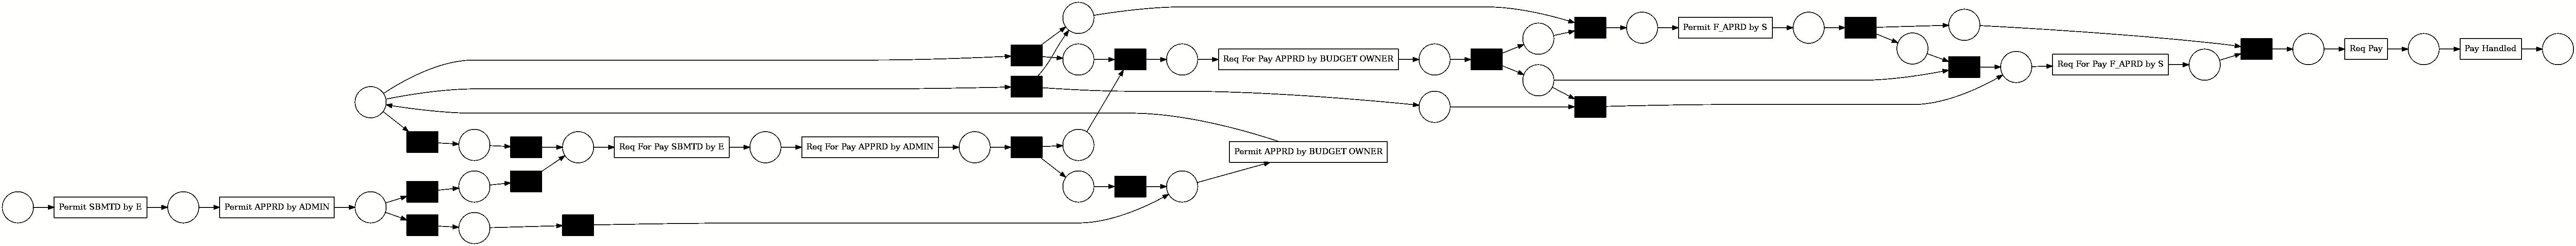 Permit F_APRD by S
Req Pay
Pay Handled
Req For Pay APPRD by BUDGET OWNER
Req For Pay F_APRD by S
Req For Pay SBMTD by E
Req For Pay APPRD by ADMIN
Permit APPRD by BUDGET OWNER
Permit SBMTD by E
Permit APPRD by ADMIN